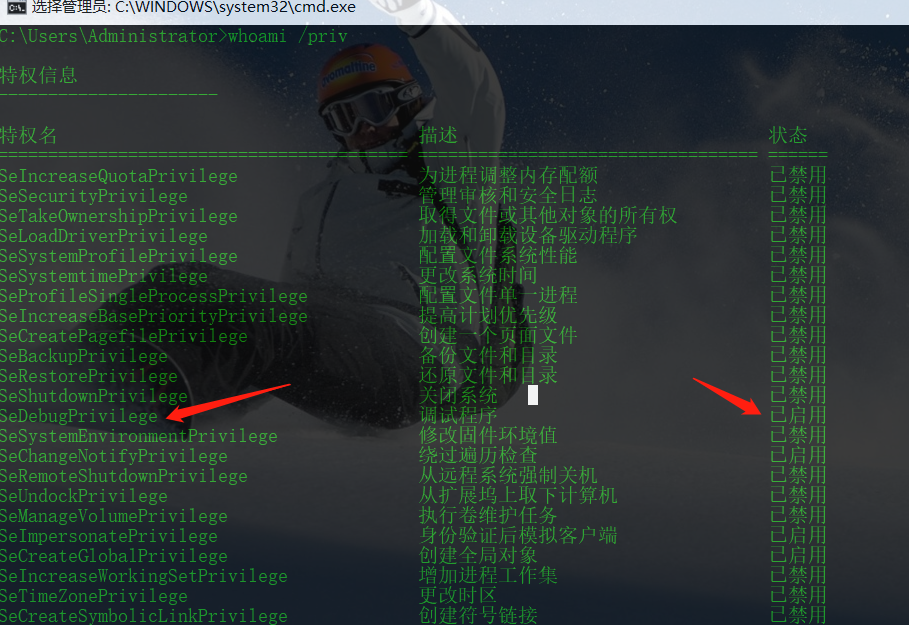 选择管理员: C:\WINDOWS\system32\cmd.exe
C:\Users\Administrator>whoami /priv
特权信息
----------------------
特权名 描述 状态
========================================= ================================== ======
SeIncreaseQuotaPrivilege 为进程调整内存配额 已禁用
SeSecurityPrivilege 管理审核和安全日志 已禁用
SeTakeOwnershipPrivilege 取得文件或其他对象的所有权 已禁用
SeLoadDriverPrivilege 加载和卸载设备驱动程序 已禁用
SeSystemProfilePrivilege 配置文件系统性能 已禁用
SeSystemtimePrivilege 更改系统时间 已禁用
SeProfileSingleProcessPrivilege 配置文件单一进程 已禁用
SeIncreaseBasePriorityPrivilege 提高计划优先级 已禁用
SeCreatePagefilePrivilege 创建一个页面文件 已禁用
SeBackupPrivilege 备份文件和目录 已禁用
SeRestorePrivilege 还原文件和目录 已禁用
SeShutdownPrivilege 关闭系统 已禁用
SeDebugPrivilege 调试程序 已启用
SeSystemEnvironmentPrivilege 修改固件环境值 已禁用
SeChangeNotifyPrivilege 绕过遍历检查 已启用
SeRemoteShutdownPrivilege 从远程系统强制关机 已禁用
SeUndockPrivilege 从扩展坞上取下计算机 已禁用
SeManageVolumePrivilege 执行卷维护任务 已禁用
SeImpersonatePrivilege 身份验证后模拟客户端 已启用
SeCreateGlobalPrivilege 创建全局对象 已启用
SeIncreaseWorkingSetPrivilege 增加进程工作集 已禁用
SeTimeZonePrivilege 更改时区 已禁用
SeCreateSymbolicLinkPrivilege 创建符号链接 已禁用